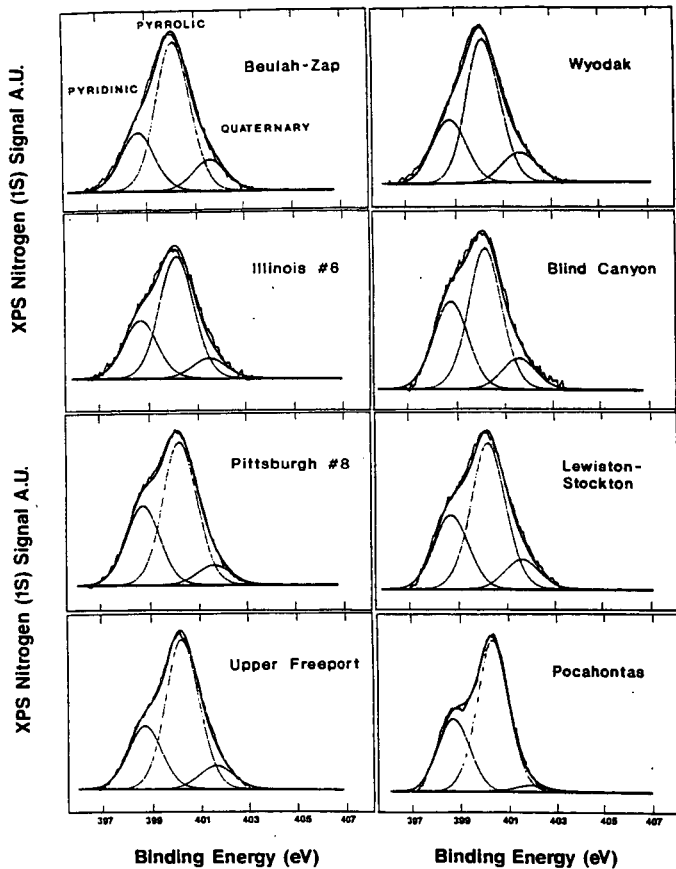 XPS Nitrogen (1S) Signal A.U.
PYRROLIC
PYRIDINIC
QUATERNARY
Beulah-Zap
Wyodak
Illinois #6
Blind Canyon
XPS Nitrogen (1S) Signal A.U.
Pittsburgh #8
Lewiston-
Stockton
Upper Freeport
Pocahontas
397 399 401 403 405 407
397 399 401 403 405 407
Binding Energy (eV)
Binding Energy (eV)